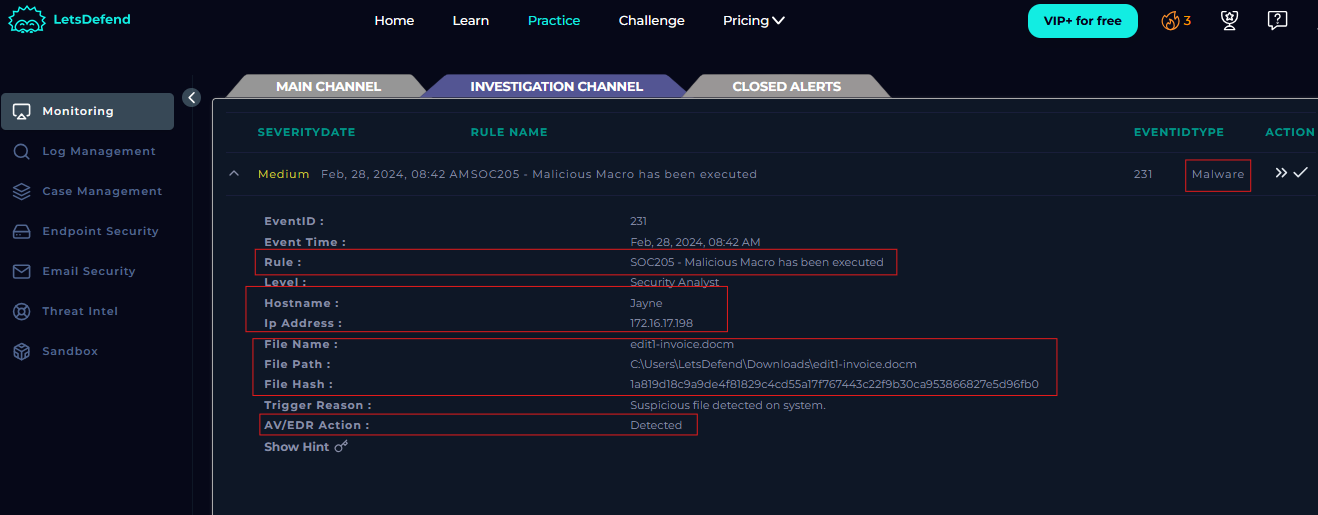 LetsDefend Home Learn Practice Challenge Pricing VIP+ for free 3
MAIN CHANNEL INVESTIGATION CHANNEL CLOSED ALERTS
Monitoring
Log Management
Case Management
Endpoint Security
Email Security
Threat Intel
Sandbox
SEVERITY DATE RULE NAME EVENTID TYPE ACTION
Medium Feb, 28, 2024, 08:42 AM SOC205 - Malicious Macro has been executed 231 Malware
EventID : 231
Event Time : Feb, 28, 2024, 08:42 AM
Rule : SOC205 - Malicious Macro has been executed
Level : Security Analyst
Hostname : Jayne
Ip Address : 172.16.17.198
File Name : edit1-invoice.docm
File Path : C:\Users\LetsDefend\Downloads\edit1-invoice.docm
File Hash : 1a819d18c9a9de4f81829c4cd55a17f767443c22f9b30ca953866827e5d96fb0
Trigger Reason : Suspicious file detected on system.
AV/EDR Action : Detected
Show Hint